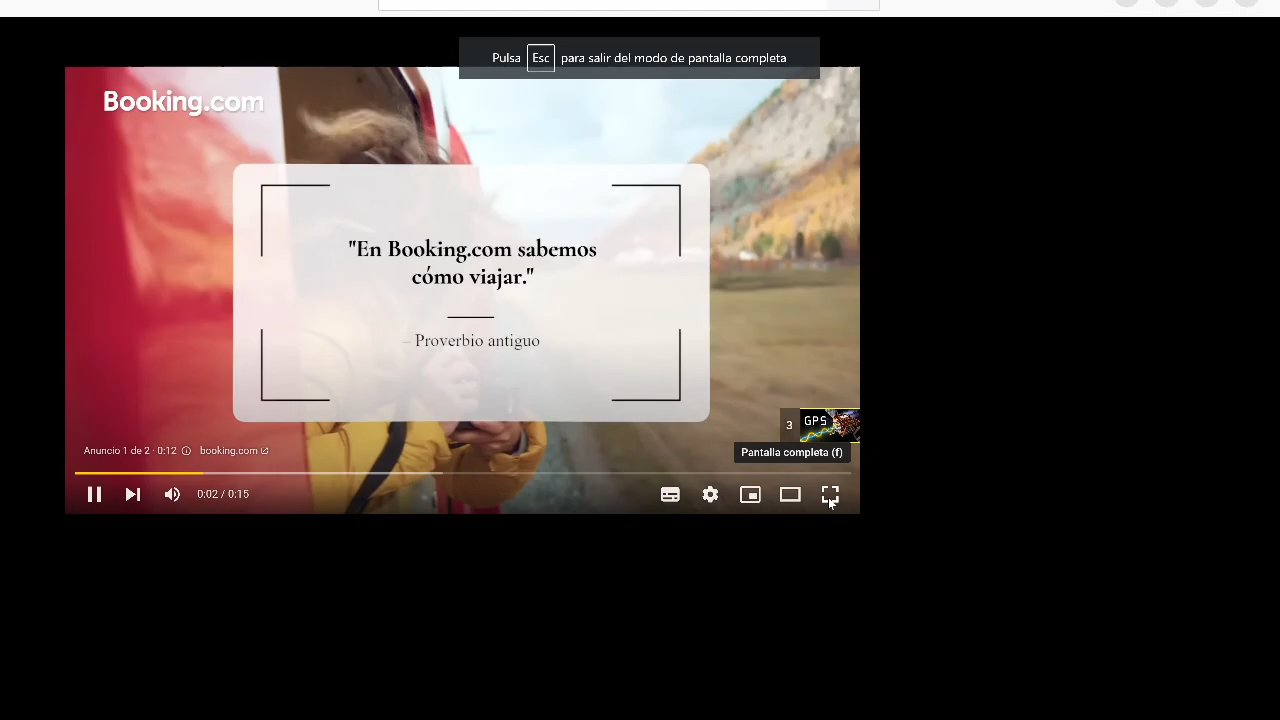 Pulsa Esc para salir del modo de pantalla completa
Booking.com
"En Booking.com sabemos
cómo viajar."
– Proverbio antiguo
3
GPS
Anuncio 1 de 2 · 0:12 booking.com
Pantalla completa (f)
0:02 / 0:15